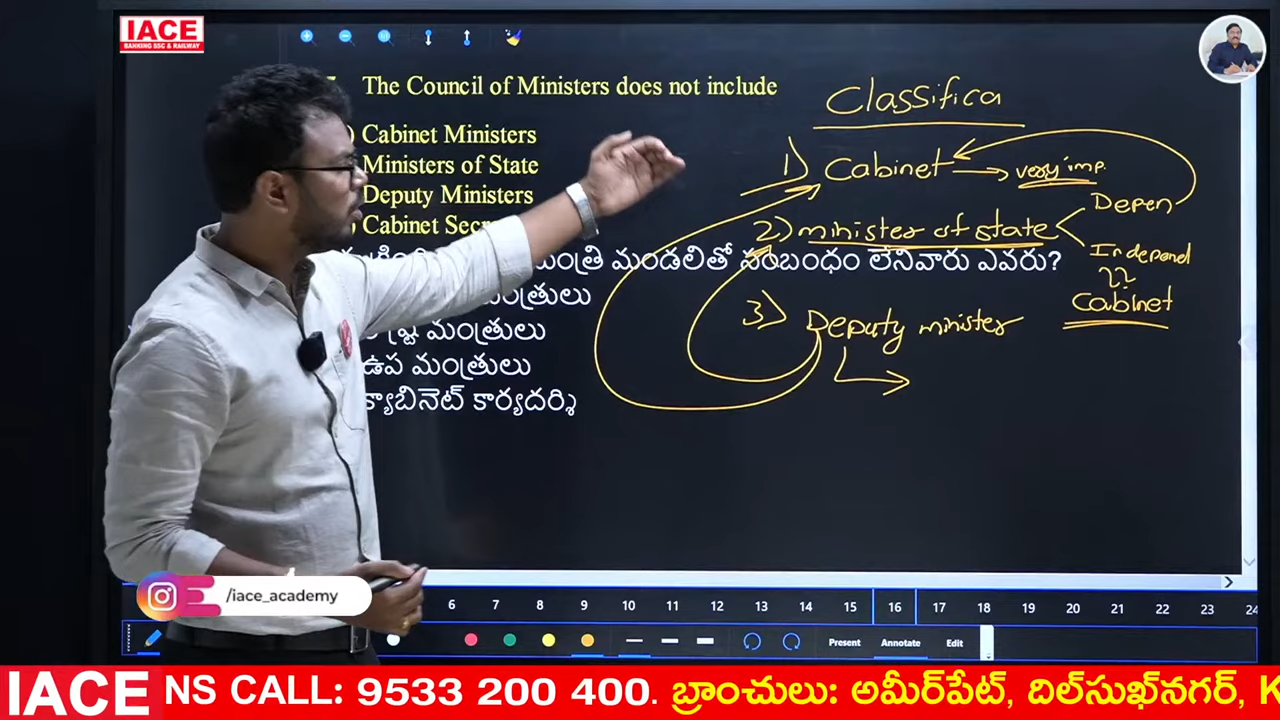 IACE
BANKING SSC & RAILWAY
The Council of Ministers does not include
Cabinet Ministers
Ministers of State
Deputy Ministers
Cabinet
మండలితో సంబంధం లేనివారు ఎవరు?
మంత్రులు
ఉప మంత్రులు
క్యాబినెట్ కార్యదర్శి
Classifica
1) Cabinet → very imp.
2) minister of state
Depen
Independ
Cabinet
3) Deputy minister
/iace_academy
6 7 8 9 10 11 12 13 14 15 16 17 18 19 20 21 22 23 24
Present Annotate Edit
IACE NS CALL: 9533 200 400. బ్రాంచులు: అమీర్‌పేట్, దిల్‌సుఖ్‌నగర్, K